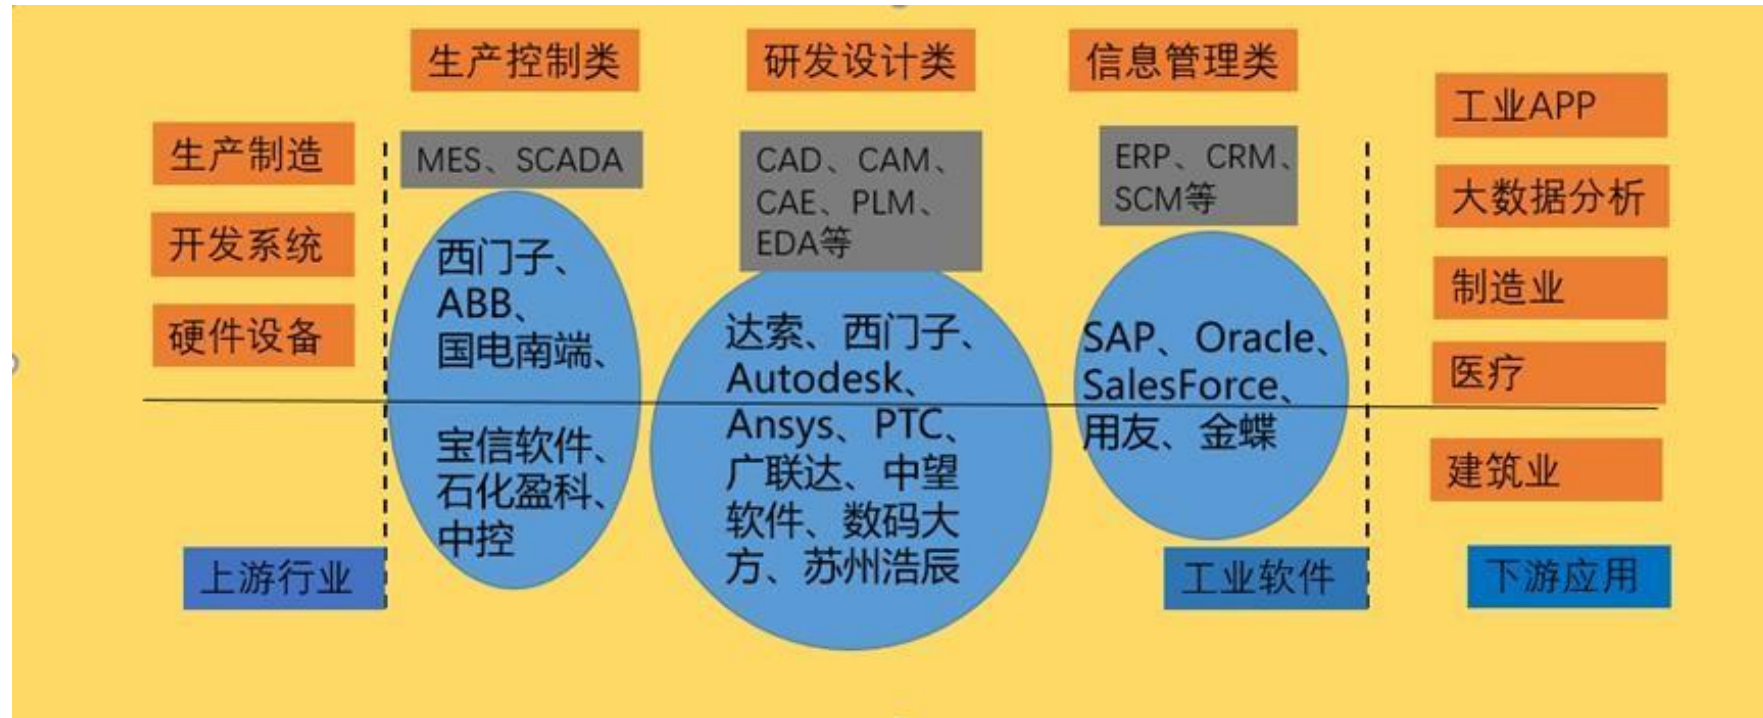 生产控制类
研发设计类
信息管理类
生产制造
开发系统
硬件设备
上游行业
MES、SCADA
西门子、
ABB、
国电南端、
宝信软件、
石化盈科、
中控
CAD、CAM、
CAE、PLM、
EDA等
达索、西门子、
Autodesk、
Ansys、PTC、
广联达、中望
软件、数码大
方、苏州浩辰
ERP、CRM、
SCM等
SAP、Oracle、
SalesForce、
用友、金蝶
工业软件
工业APP
大数据分析
制造业
医疗
建筑业
下游应用